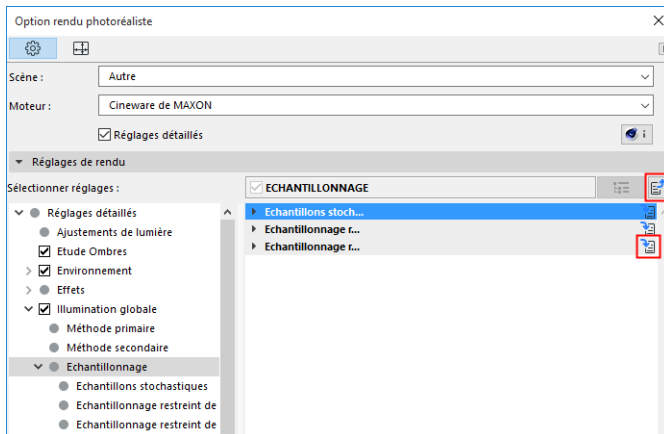 Option rendu photoréaliste
Scène :
Autre
Moteur :
Cineware de MAXON
Réglages détaillés
i
Réglages de rendu
Sélectionner réglages :
ECHANTILLONNAGE
Réglages détaillés
Ajustements de lumière
Etude Ombres
Environnement
Effets
Illumination globale
Méthode primaire
Méthode secondaire
Echantillonnage
Echantillons stochastiques
Echantillonnage restreint de
Echantillonnage restreint de
Echantillons stoch...
Echantillonnage r...
Echantillonnage r...